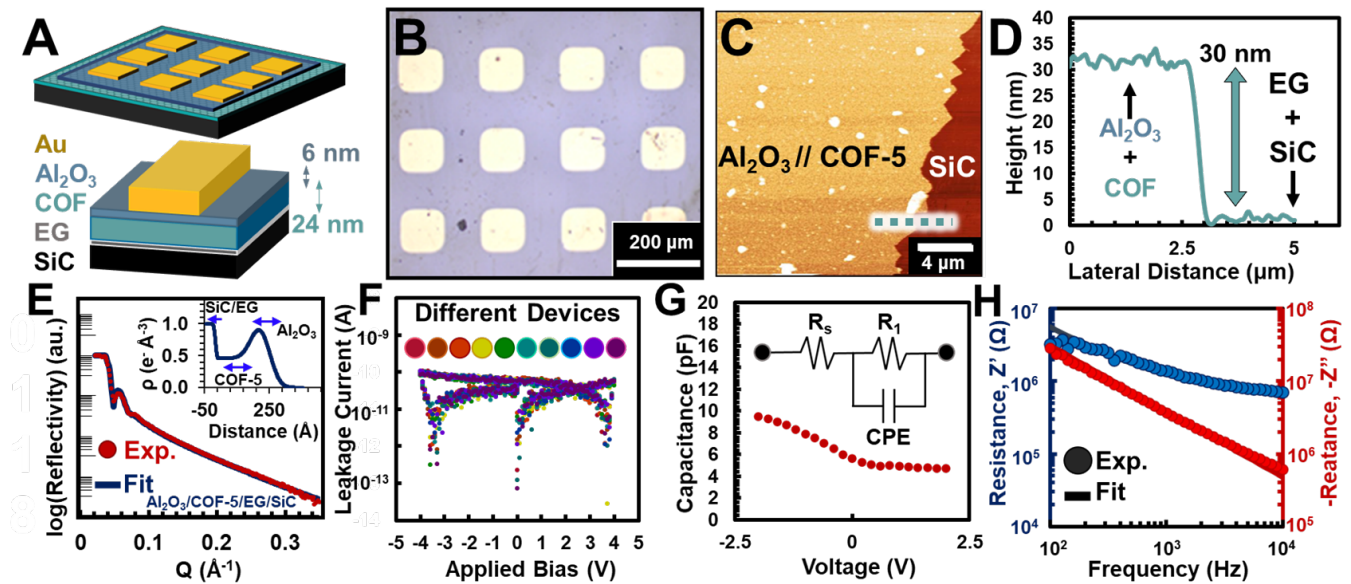 A
Au
Al₂O₃
COF
EG
SiC
6 nm
24 nm
B
200 µm
C
Al₂O₃ // COF-5
SiC
4 µm
D
Height (nm)
40
35
30
25
20
15
10
5
0
30 nm
Al₂O₃
+
COF
EG
+
SiC
0
2.5
5
Lateral Distance (µm)
E
log(Reflectivity) (au.)
SiC/EG
Al₂O₃
COF-5
ρ (e⁻ Å⁻³)
1.0
0.5
0.0
-50
250
Distance (Å)
Exp.
Fit
Al₂O₃/COF-5/EG/SiC
0
0.1
0.2
0.3
Q (Å⁻¹)
F
Different Devices
Leakage Current (A)
10⁻⁹
10⁻¹¹
10⁻¹³
-5
-4
-3
-2
-1
0
1
2
3
4
5
Applied Bias (V)
G
Capacitance (pF)
20
18
16
14
12
10
8
6
4
2
0
Rₛ
R₁
CPE
-2.5
0
2.5
Voltage (V)
H
Resistance, Z' (Ω)
10⁷
10⁶
10⁵
10⁴
-Reatance, -Z'' (Ω)
10⁸
10⁷
10⁶
10⁵
Exp.
Fit
10²
10³
10⁴
Frequency (Hz)